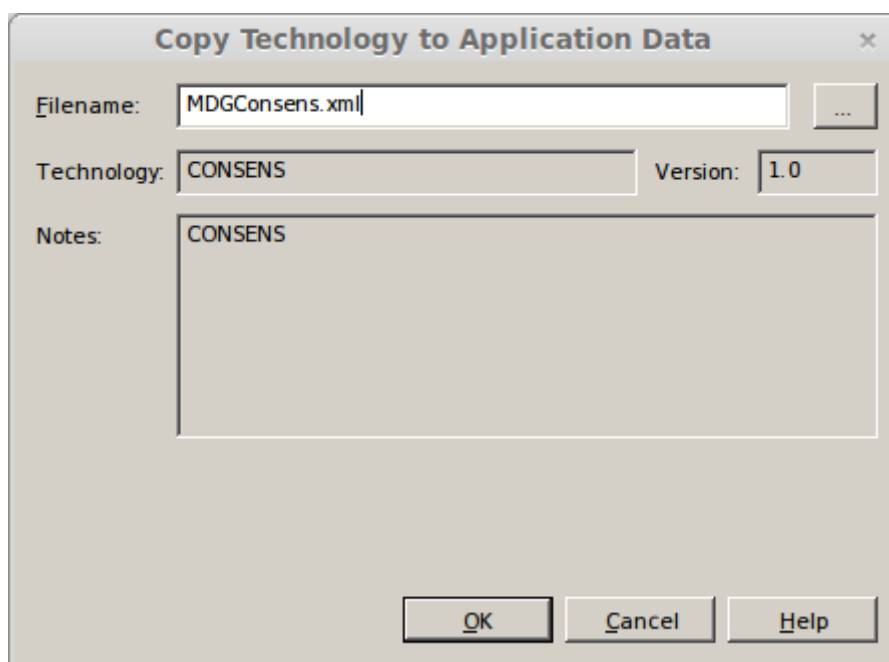 Copy Technology to Application Data ×
Filename: MDGConsens.xml ...
Technology: CONSENS Version: 1.0
Notes: CONSENS
OK Cancel Help